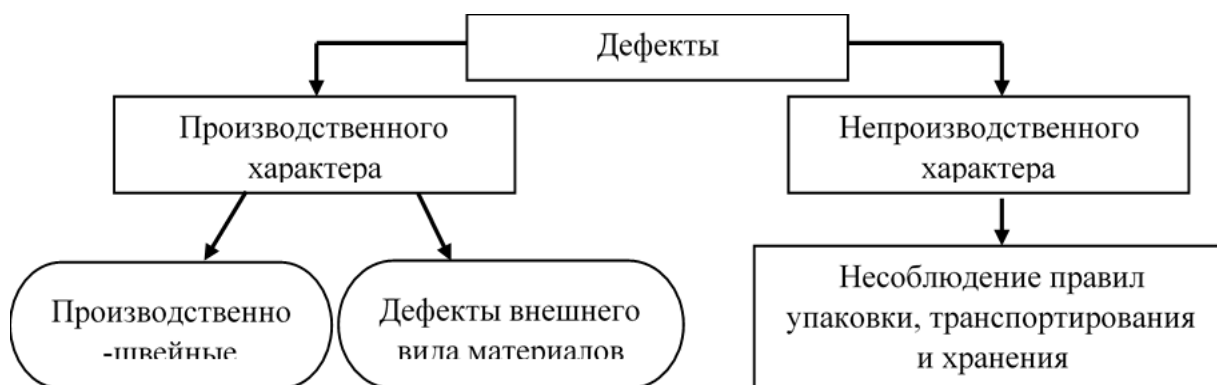 Дефекты
Производственного
характера
Непроизводственного
характера
Производственно
-швейные
Дефекты внешнего
вида материалов
Несоблюдение правил
упаковки, транспортирования
и хранения